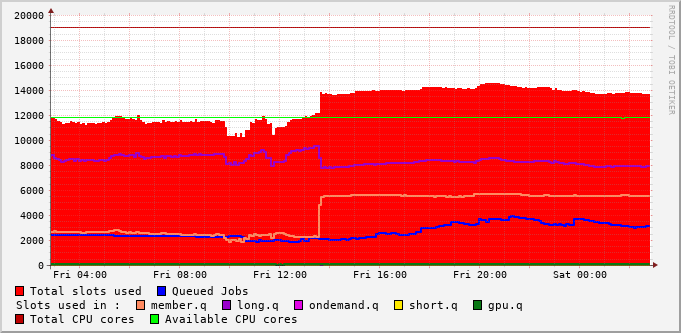 20000
18000
16000
14000
12000
10000
8000
6000
4000
2000
0
Fri 04:00 Fri 08:00 Fri 12:00 Fri 16:00 Fri 20:00 Sat 00:00
RRDTOOL / TOBI OETIKER
Total slots used Queued Jobs
Slots used in : member.q long.q ondemand.q short.q gpu.q
Total CPU cores Available CPU cores